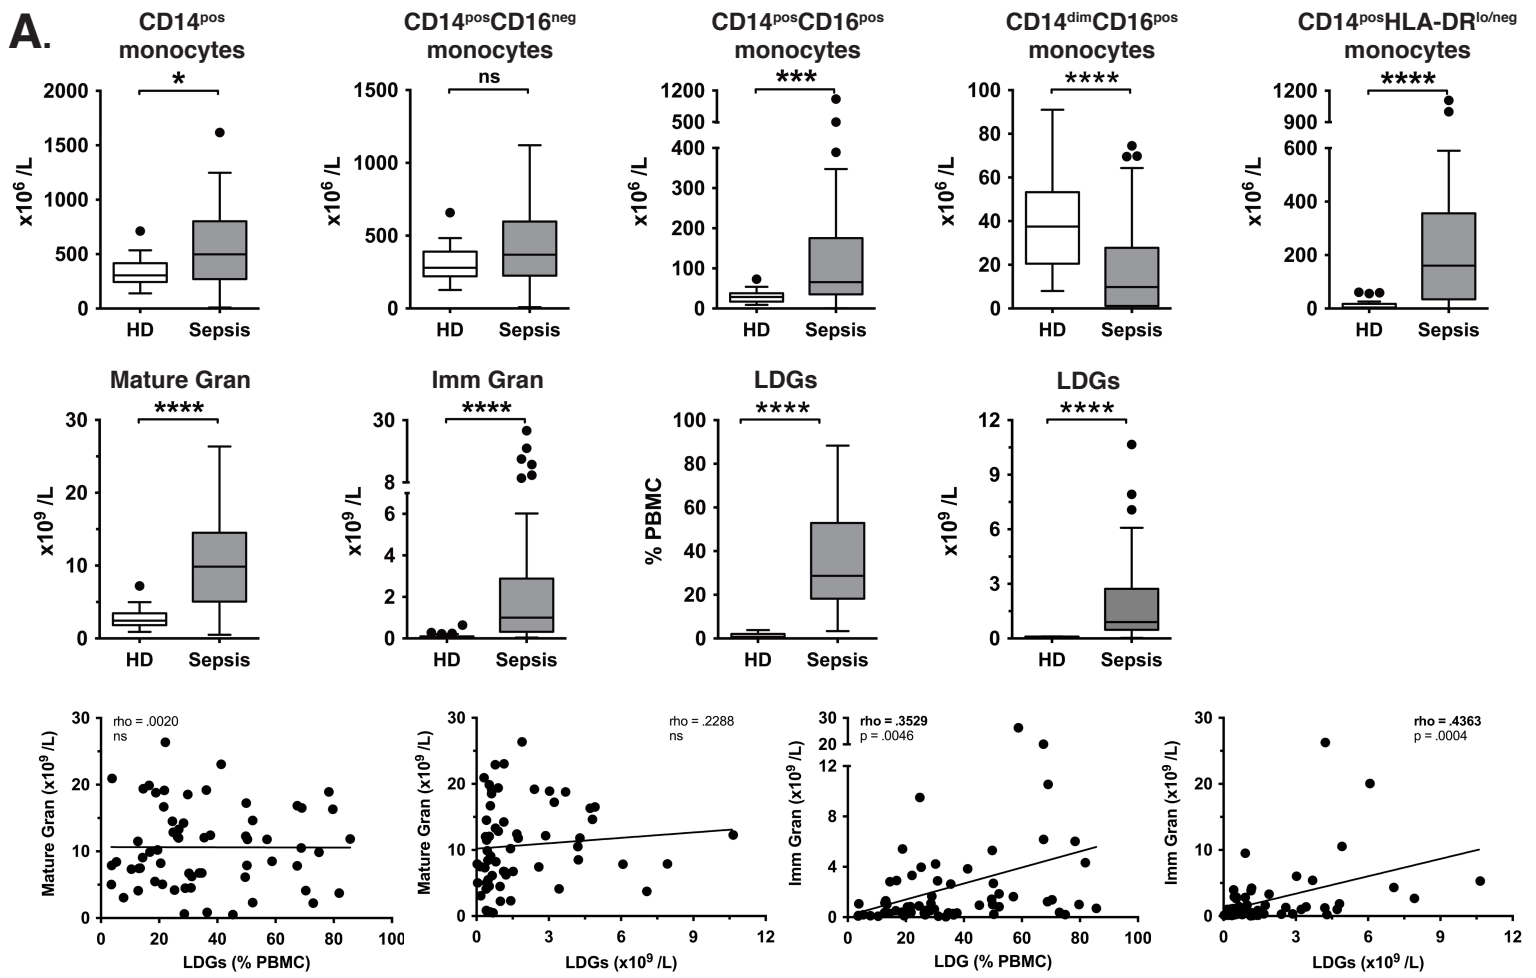 A.
CD14pos
monocytes
CD14posCD16neg
monocytes
CD14posCD16pos
monocytes
CD14dimCD16pos
monocytes
CD14posHLA-DRlo/neg
monocytes
*
ns
***
****
****
x10⁶ /L
2000
1500
1000
500
0
HD Sepsis
x10⁶ /L
1500
1000
500
0
HD Sepsis
x10⁶ /L
1200
500
400
300
200
100
0
HD Sepsis
x10⁶ /L
100
80
60
40
20
0
HD Sepsis
x10⁶ /L
1200
900
600
400
200
0
HD Sepsis
Mature Gran
****
x10⁹ /L
30
20
10
0
HD Sepsis
Imm Gran
****
x10⁹ /L
30
8
6
4
2
0
HD Sepsis
LDGs
****
% PBMC
100
80
60
40
20
0
HD Sepsis
LDGs
****
x10⁹ /L
12
9
6
3
0
HD Sepsis
Mature Gran (x10⁹ /L)
30
20
10
0
rho = .0020
ns
0 20 40 60 80 100
LDGs (% PBMC)
Mature Gran (x10⁹ /L)
30
20
10
0
rho = .2288
ns
0 3 6 9 12
LDGs (x10⁹ /L)
Imm Gran (x10⁹ /L)
30
20
12
8
4
0
rho = .3529
p = .0046
0 20 40 60 80 100
LDG (% PBMC)
Imm Gran (x10⁹ /L)
30
20
10
0
rho = .4363
p = .0004
0 3 6 9 12
LDGs (x10⁹ /L)